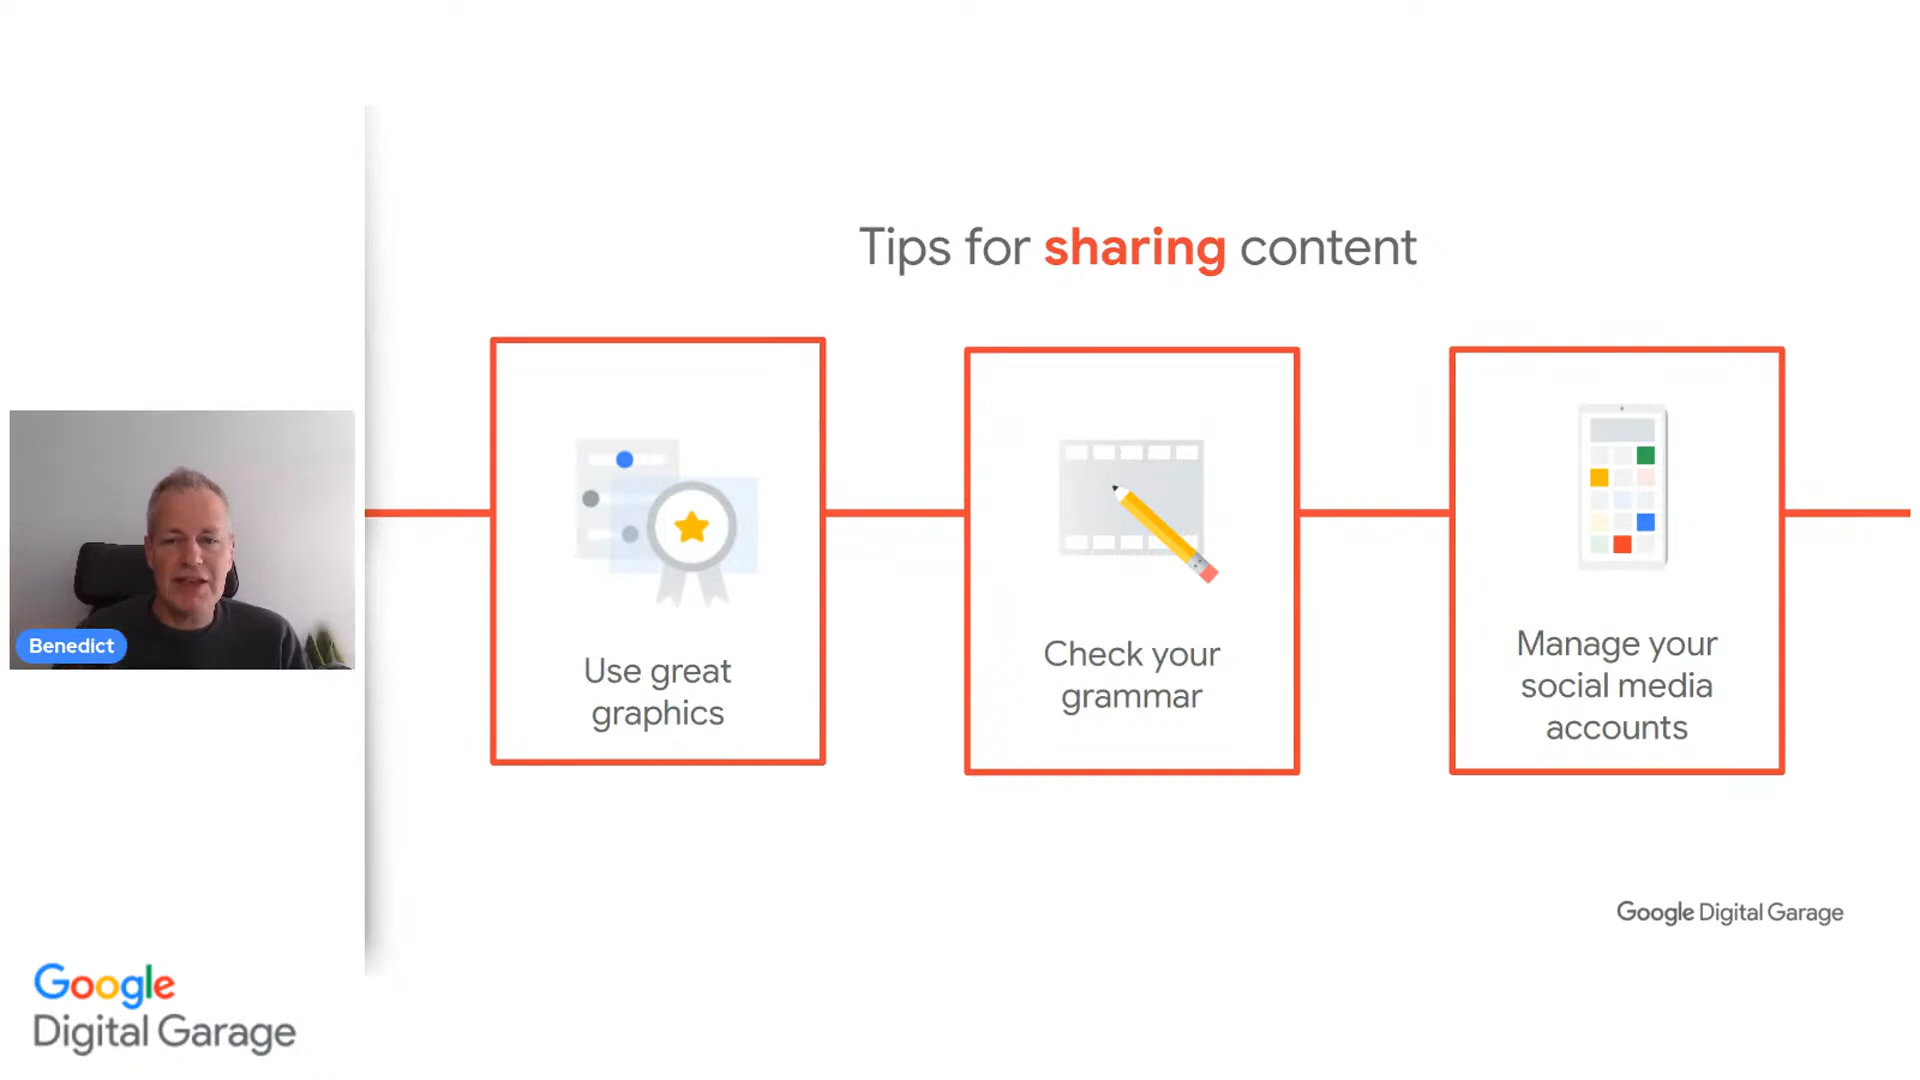 Tips for sharing content
Benedict
Use great
graphics
Check your
grammar
Manage your
social media
accounts
Google Digital Garage
Google
Digital Garage